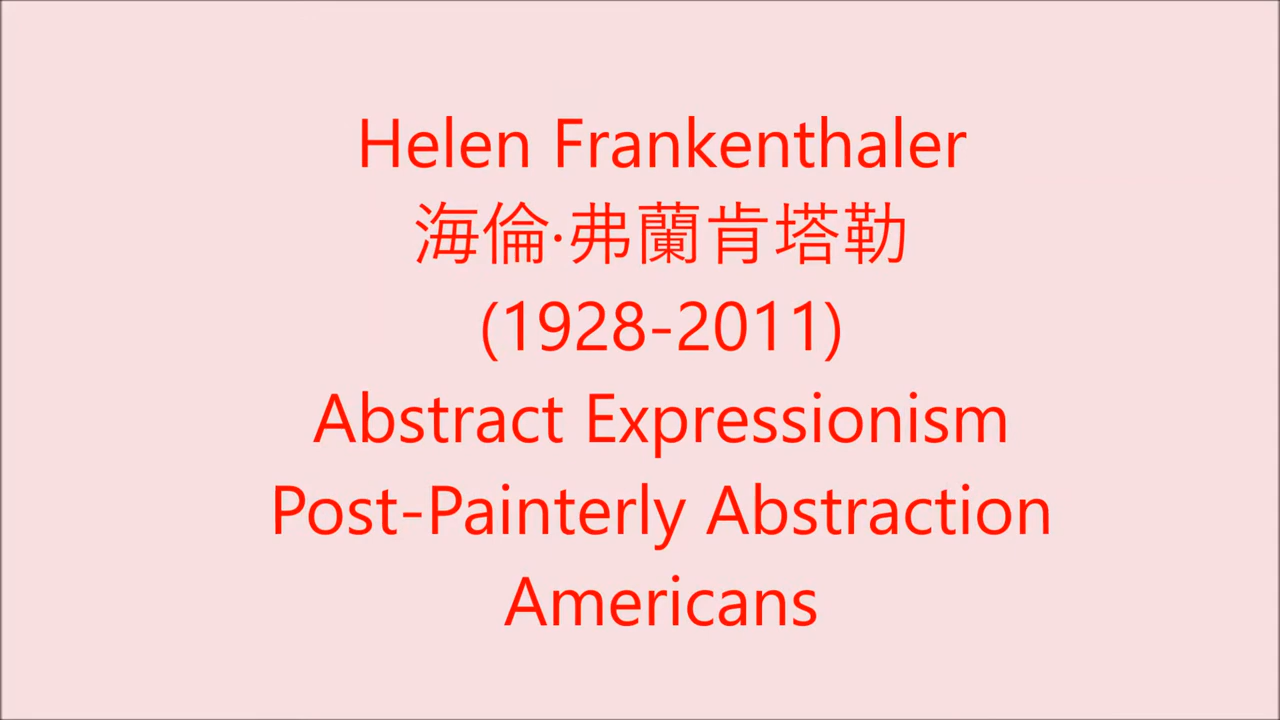 Helen Frankenthaler
海倫·弗蘭肯塔勒
(1928-2011)
Abstract Expressionism
Post-Painterly Abstraction
Americans